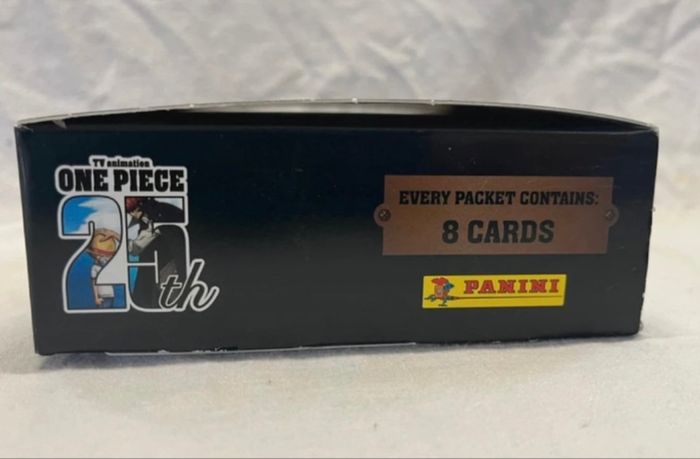 TV animation
ONE PIECE
25th
EVERY PACKET CONTAINS:
8 CARDS
PANINI